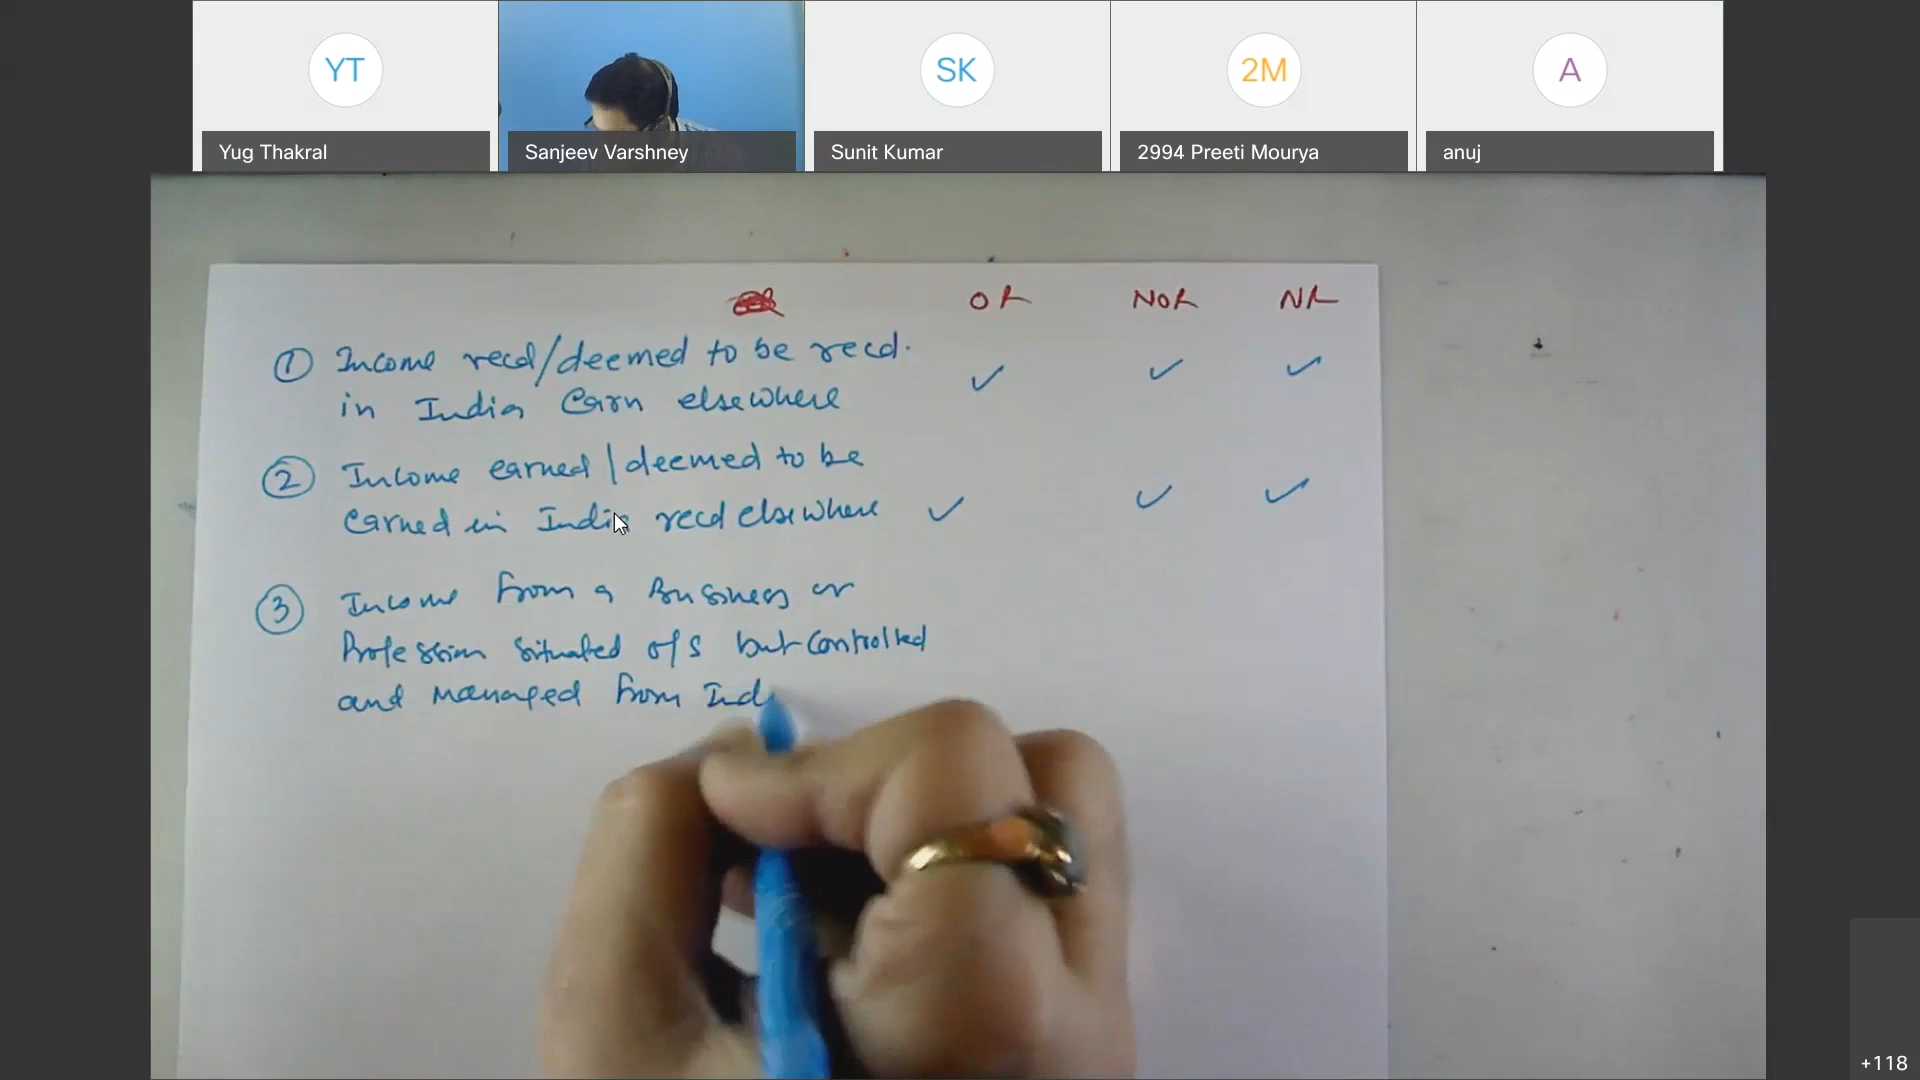 YT
SK
2M
A
Yug Thakral
Sanjeev Varshney
Sunit Kumar
2994 Preeti Mourya
anuj
OR NOR NR
① Income recd/deemed to be recd.
in India Earn elsewhere ✓ ✓ ✓
② Income earned/deemed to be
earned in India recd elsewhere ✓ ✓ ✓
③ Income from a Business or
Profession situated o/s but controlled
and managed from Indi
+118